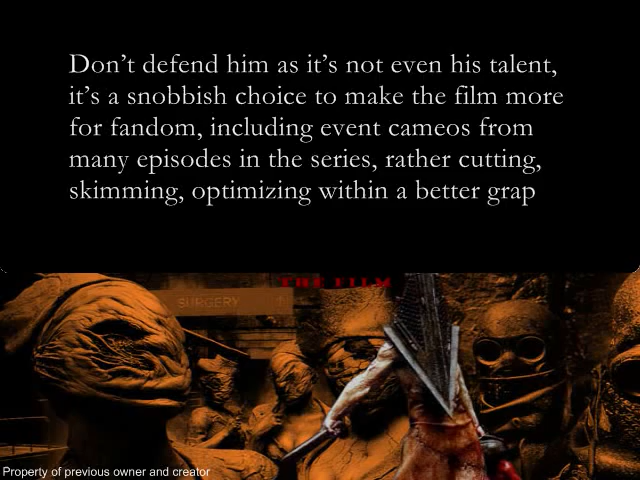 Don't defend him as it's not even his talent,
it's a snobbish choice to make the film more
for fandom, including event cameos from
many episodes in the series, rather cutting,
skimming, optimizing within a better grap
THE FILM
SURGERY
Property of previous owner and creator